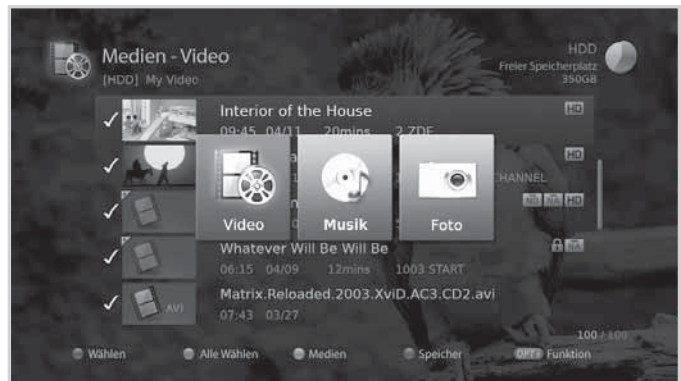 Medien - Video
[HDD] My Video
HDD
Freier Speicherplatz
350GB
Interior of the House
HD
09:45 04/11 20mins 2 ZDF
HD
CHANNEL
HD
Video
Musik
Foto
Whatever Will Be Will Be
06:15 04/09 12mins 1003 START
Matrix.Reloaded.2003.XviD.AC3.CD2.avi
AVI
07:43 03/27
100 / 100
Wählen
Alle Wählen
Medien
Speicher
OPT+ Funktion